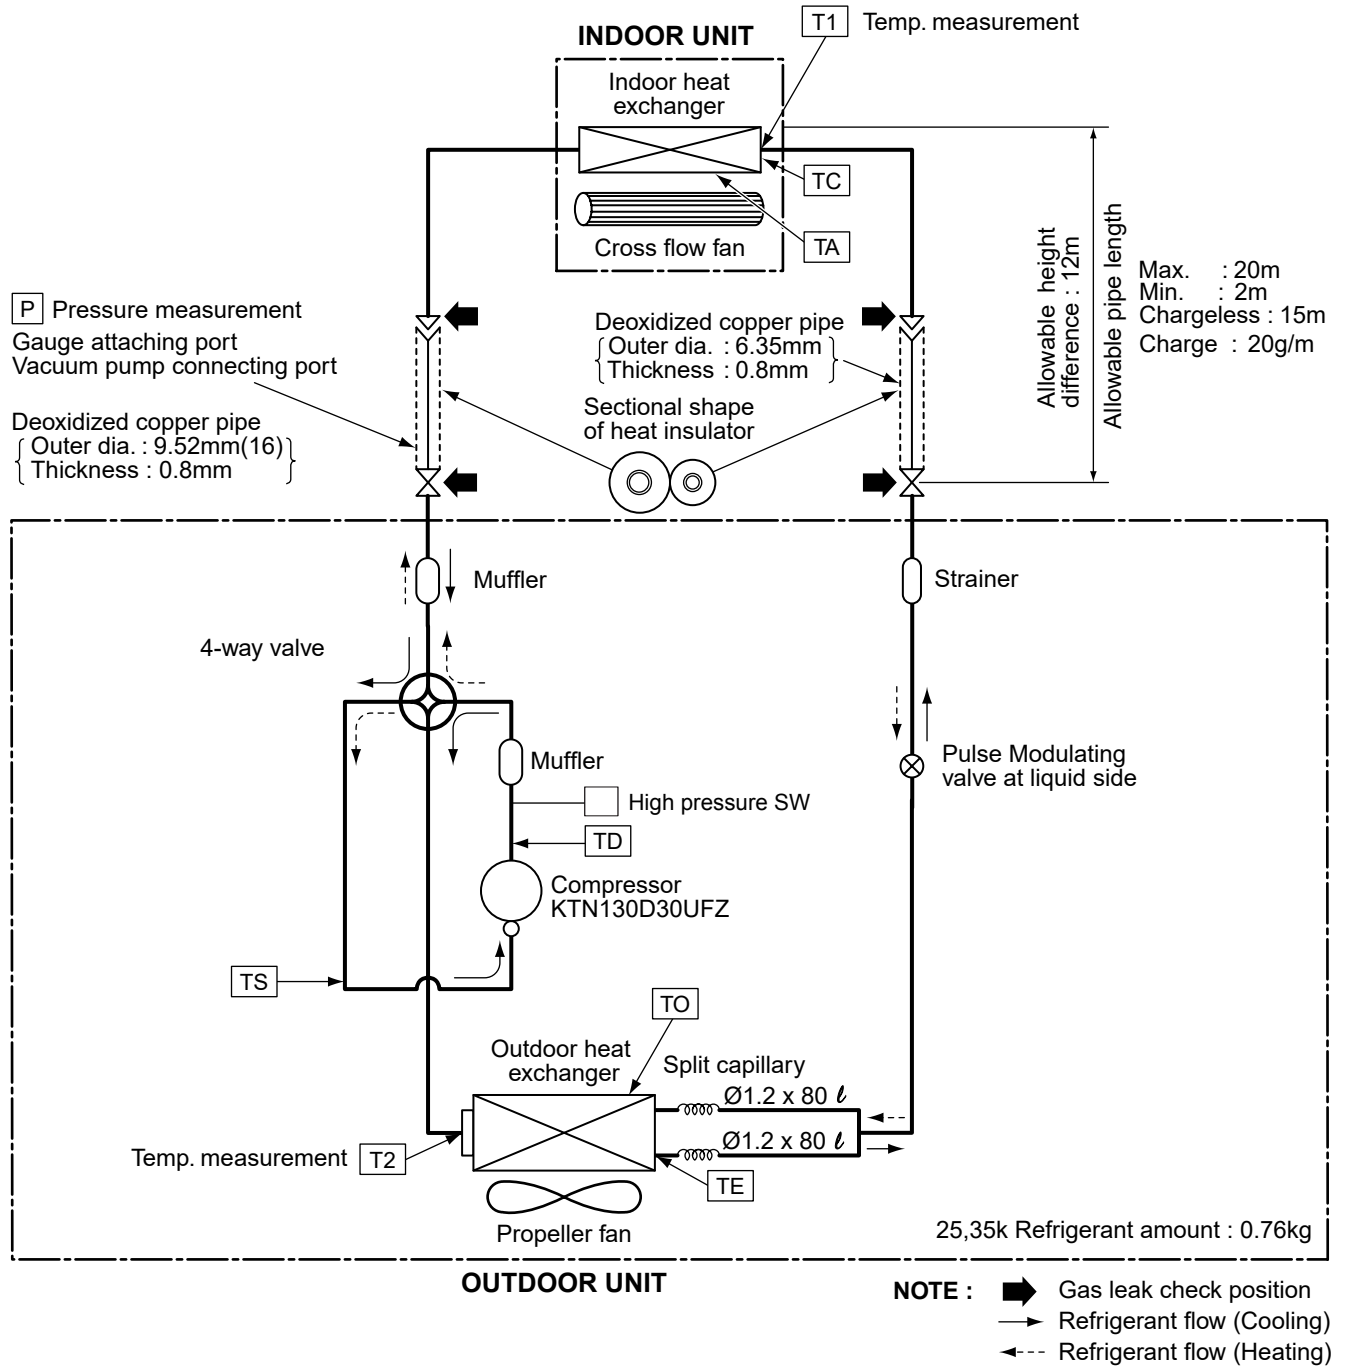 T1 Temp. measurement
INDOOR UNIT
Indoor heat
exchanger
TC
Cross flow fan
TA
Allowable height
difference : 12m
Allowable pipe length
Max. : 20m
Min. : 2m
Chargeless : 15m
Charge : 20g/m
P Pressure measurement
Gauge attaching port
Vacuum pump connecting port
Deoxidized copper pipe
Outer dia. : 9.52mm(16)
Thickness : 0.8mm
Deoxidized copper pipe
Outer dia. : 6.35mm
Thickness : 0.8mm
Sectional shape
of heat insulator
Muffler
Strainer
4-way valve
Muffler
Pulse Modulating
valve at liquid side
High pressure SW
TD
Compressor
KTN130D30UFZ
TS
TO
Outdoor heat
exchanger
Split capillary
Ø1.2 x 80 ℓ
Ø1.2 x 80 ℓ
Temp. measurement T2
TE
Propeller fan
25,35k Refrigerant amount : 0.76kg
OUTDOOR UNIT
NOTE :
Gas leak check position
Refrigerant flow (Cooling)
Refrigerant flow (Heating)